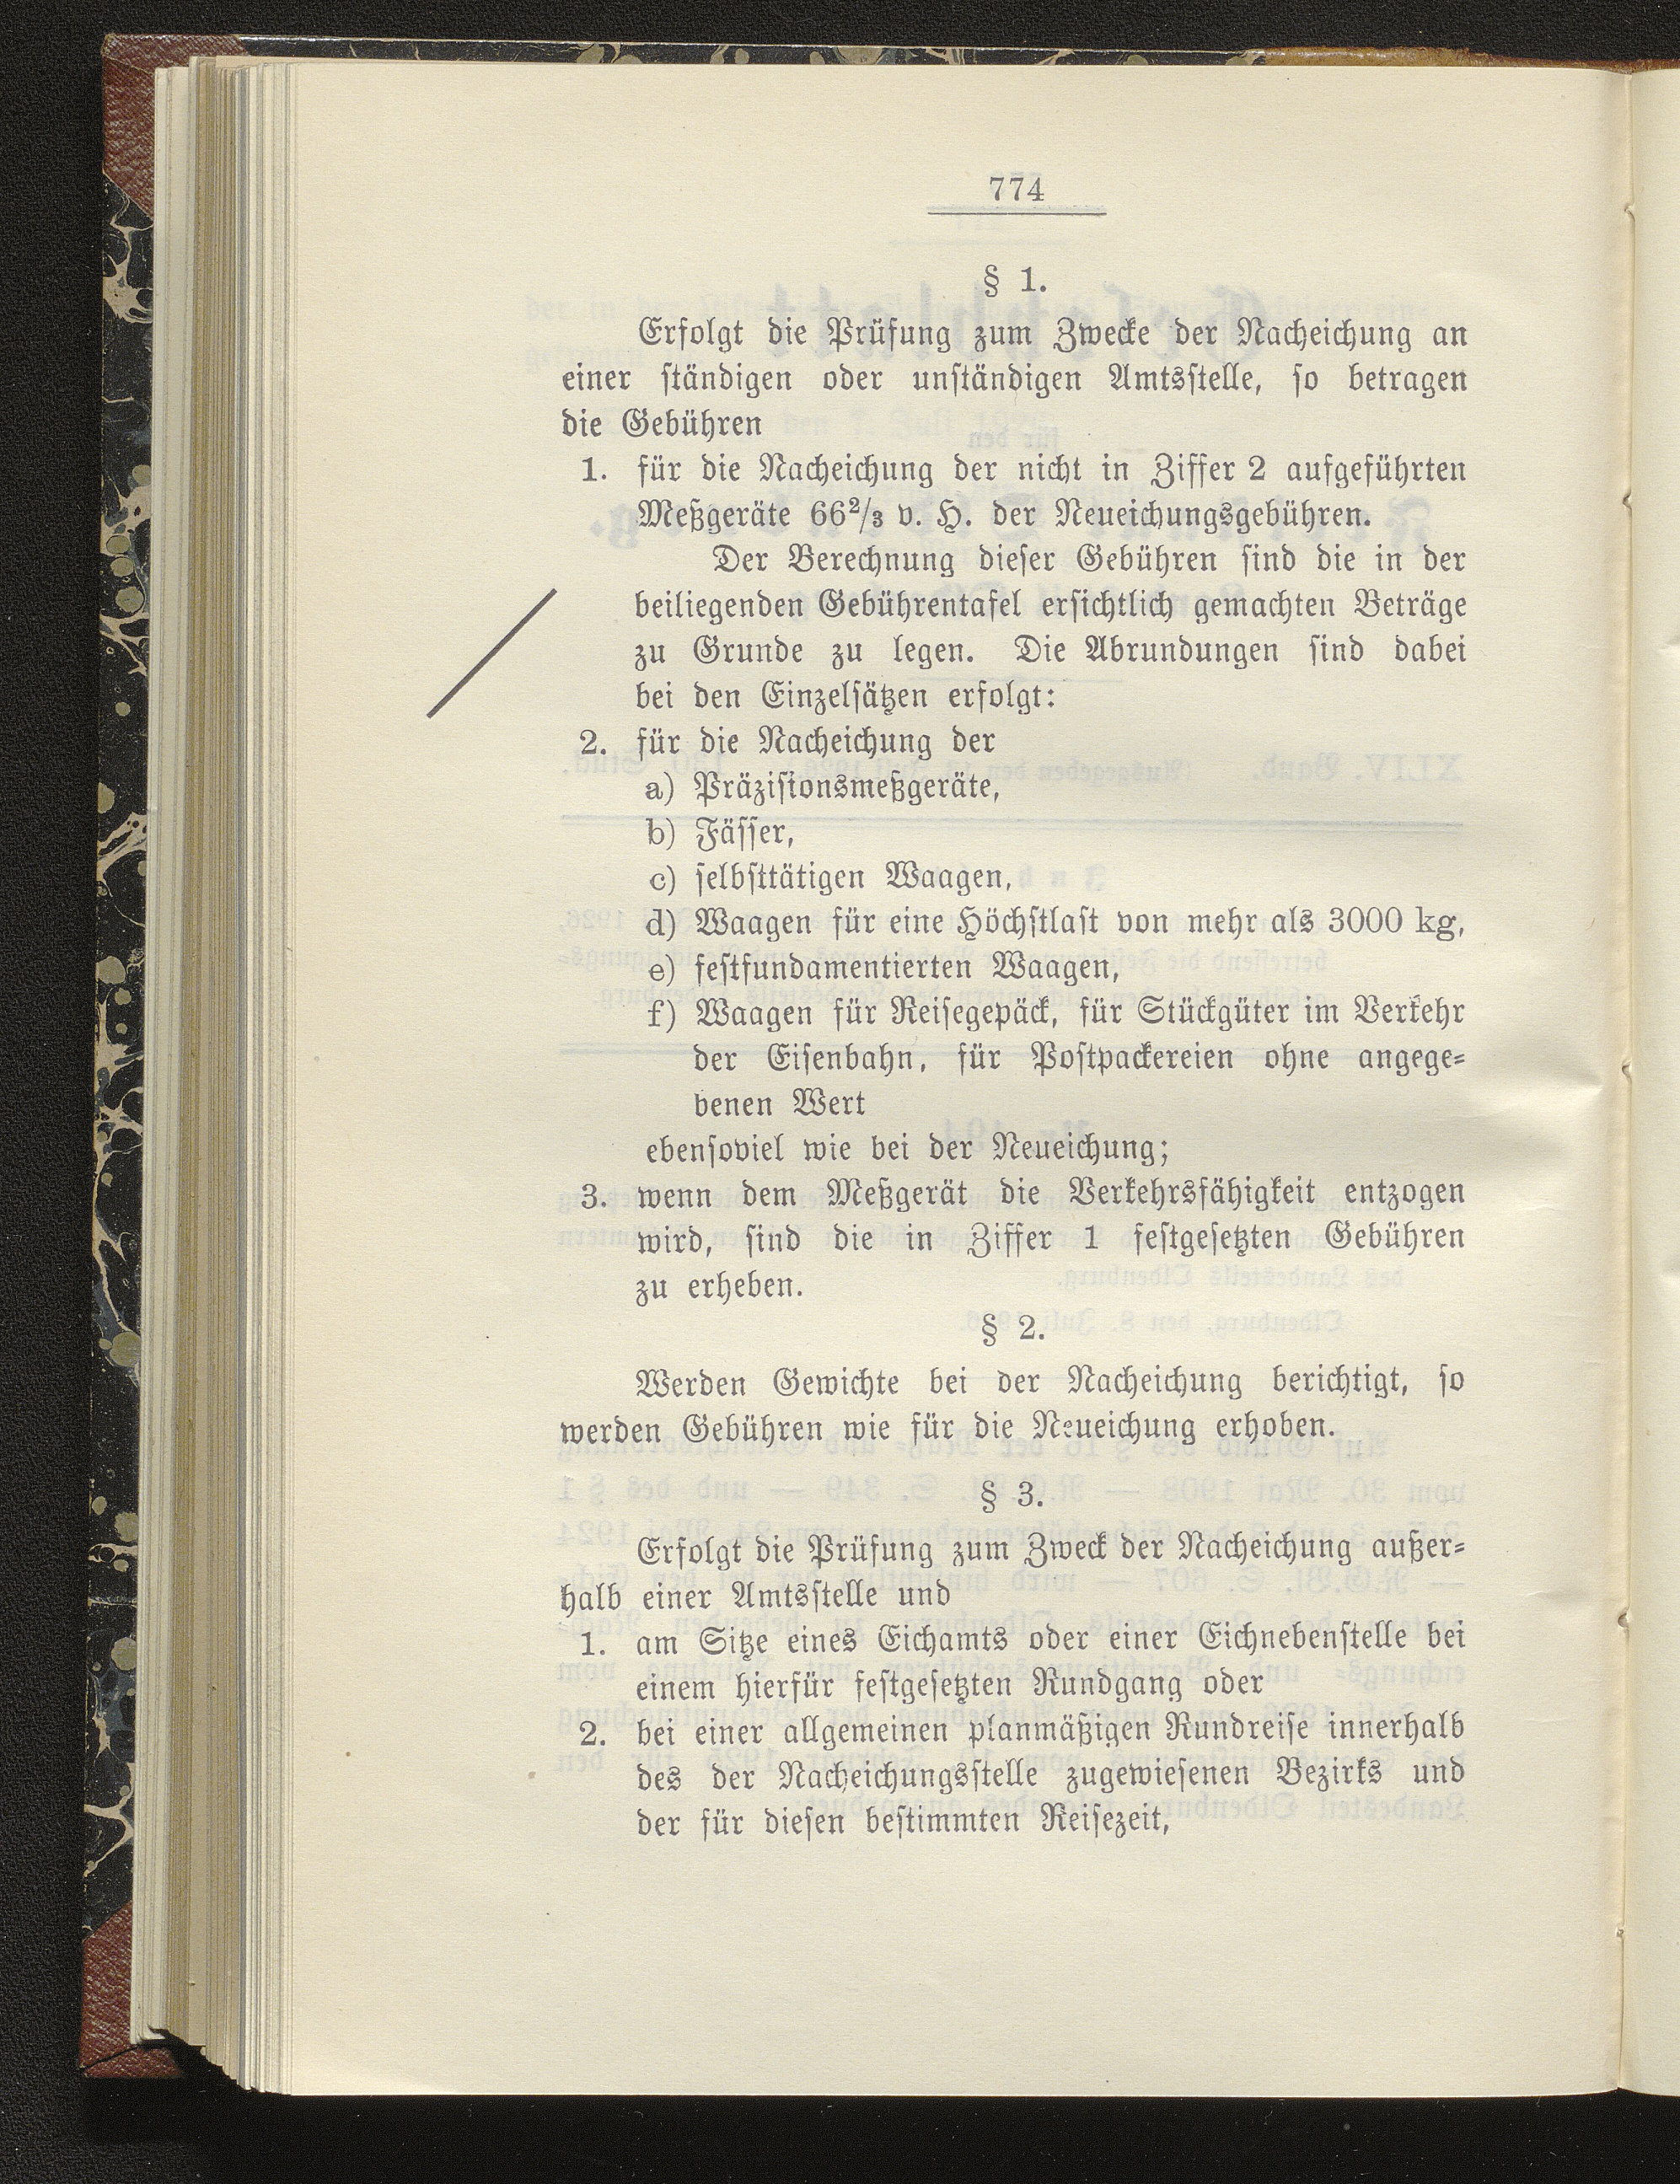 774
§ 1.
Erfolgt die Prüfung zum Zwecke der Nacheichung an
einer ständigen oder unständigen Amtsstelle, so betragen
die Gebühren
1. für die Nacheichung der nicht in Ziffer 2 aufgeführten
Meßgeräte 66²/₃ v. H. der Neueichungsgebühren.
Der Berechnung dieser Gebühren sind die in der
beiliegenden Gebührentafel ersichtlich gemachten Beträge
zu Grunde zu legen. Die Abrundungen sind dabei
bei den Einzelsätzen erfolgt:
2. für die Nacheichung der
a) Präzisionsmeßgeräte,
b) Fässer,
c) selbsttätigen Waagen,
d) Waagen für eine Höchstlast von mehr als 3000 kg,
e) festfundamentierten Waagen,
f) Waagen für Reisegepäck, für Stückgüter im Verkehr
der Eisenbahn, für Postpackereien ohne angege-
benen Wert
ebensoviel wie bei der Neueichung;
3. wenn dem Meßgerät die Verkehrsfähigkeit entzogen
wird, sind die in Ziffer 1 festgesetzten Gebühren
zu erheben.
§ 2.
Werden Gewichte bei der Nacheichung berichtigt, so
werden Gebühren wie für die Neueichung erhoben.
§ 3.
Erfolgt die Prüfung zum Zweck der Nacheichung außer-
halb einer Amtsstelle und
1. am Sitze eines Eichamts oder einer Eichnebenstelle bei
einem hierfür festgesetzten Rundgang oder
2. bei einer allgemeinen planmäßigen Rundreise innerhalb
des der Nacheichungsstelle zugewiesenen Bezirks und
der für diesen bestimmten Reisezeit,